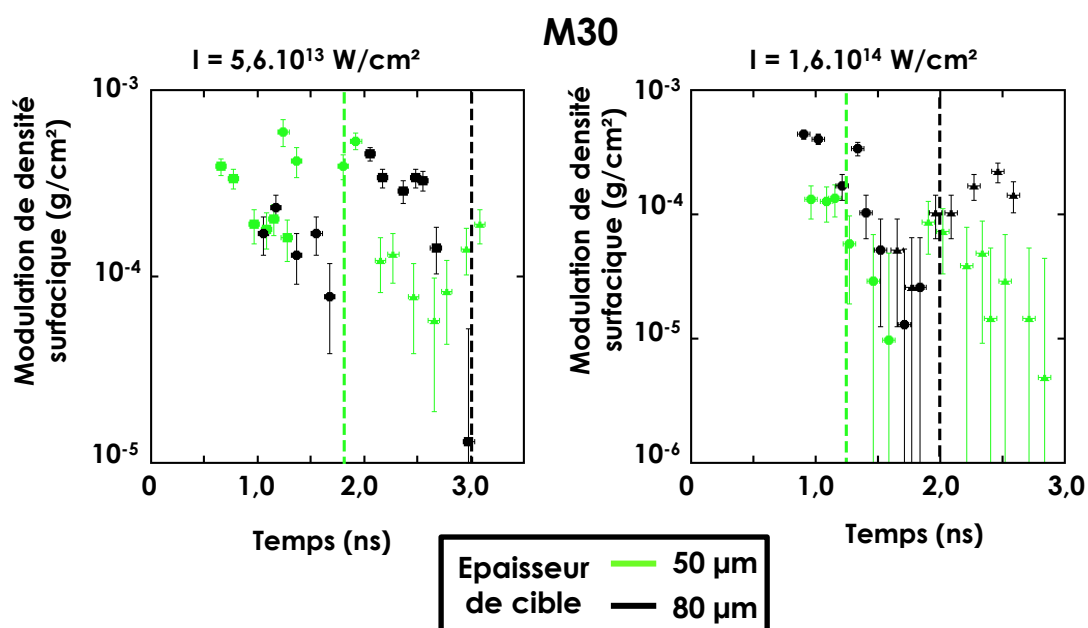 M30
I = 5,6.10¹³ W/cm²
Modulation de densité
surfacique (g/cm²)
10⁻³
10⁻⁴
10⁻⁵
0 1,0 2,0 3,0
Temps (ns)
I = 1,6.10¹⁴ W/cm²
Modulation de densité
surfacique (g/cm²)
10⁻³
10⁻⁴
10⁻⁵
10⁻⁶
0 1,0 2,0 3,0
Temps (ns)
Epaisseur
de cible
50 µm
80 µm